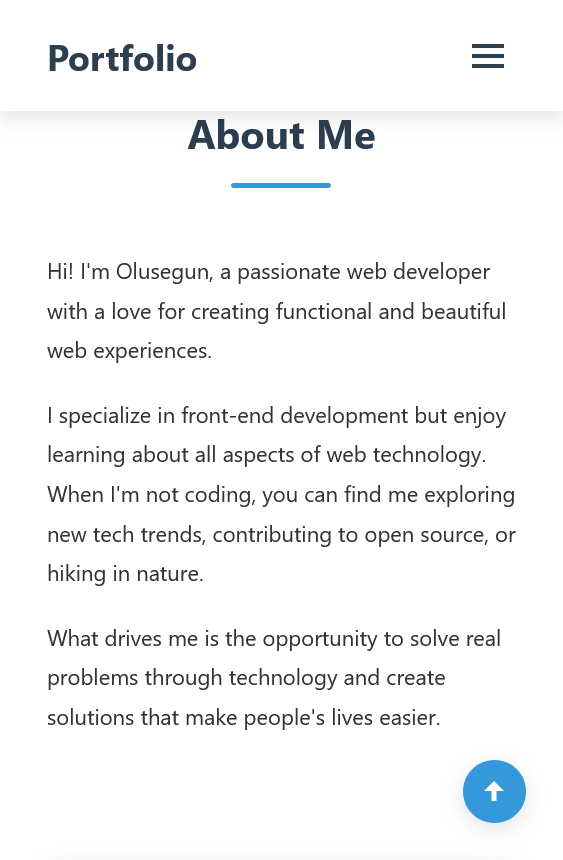 Portfolio
About Me
Hi! I'm Olusegun, a passionate web developer
with a love for creating functional and beautiful
web experiences.
I specialize in front-end development but enjoy
learning about all aspects of web technology.
When I'm not coding, you can find me exploring
new tech trends, contributing to open source, or
hiking in nature.
What drives me is the opportunity to solve real
problems through technology and create
solutions that make people's lives easier.